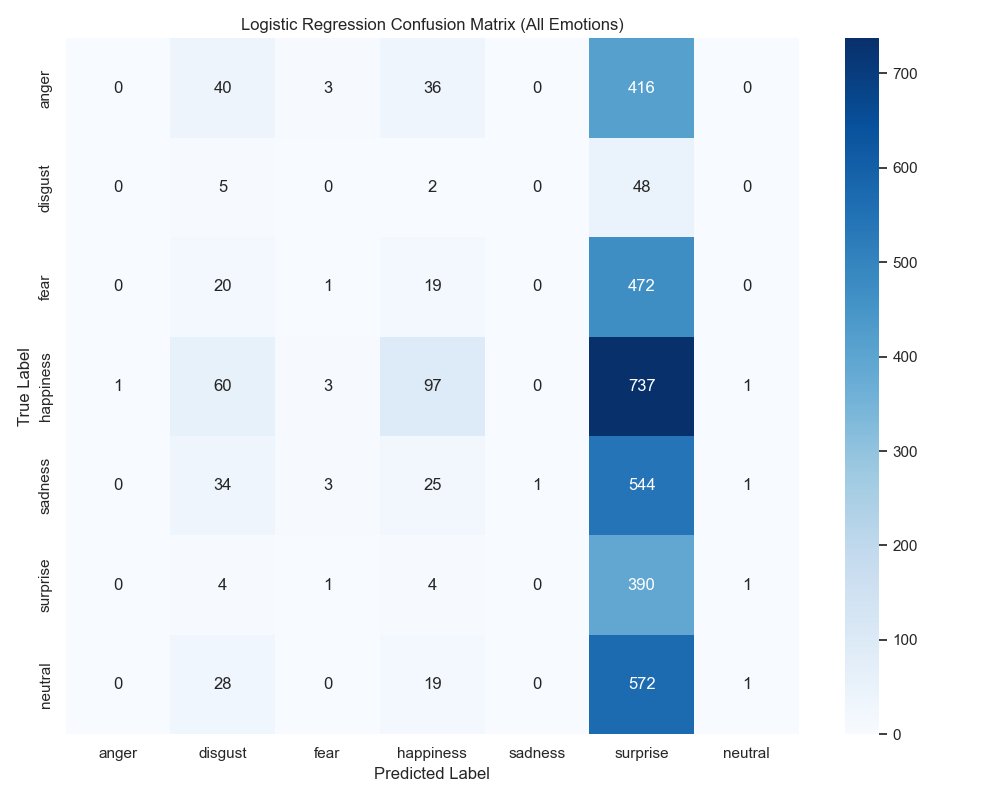 Logistic Regression Confusion Matrix (All Emotions)
True Label
anger 0 40 3 36 0 416 0
disgust 0 5 0 2 0 48 0
fear 0 20 1 19 0 472 0
happiness 1 60 3 97 0 737 1
sadness 0 34 3 25 1 544 1
surprise 0 4 1 4 0 390 1
neutral 0 28 0 19 0 572 1
anger disgust fear happiness sadness surprise neutral
Predicted Label
700
600
500
400
300
200
100
0